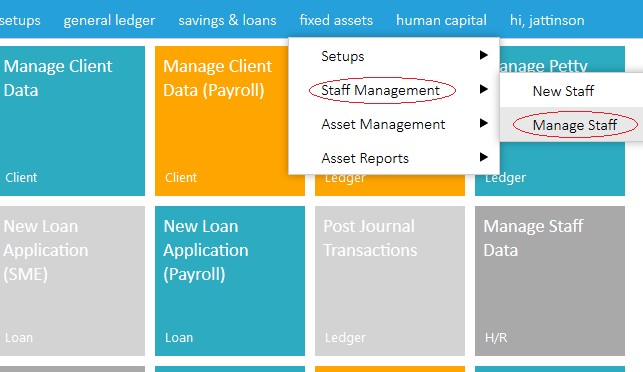 setups general ledger savings & loans fixed assets human capital hi, jattinson
Setups
Staff Management
Asset Management
Asset Reports
New Staff
Manage Staff
Manage Client
Data
Client
Manage Client
Data (Payroll)
Client
Ledger
anage Petty
Ledger
New Loan
Application
(SME)
Loan
New Loan
Application
(Payroll)
Loan
Post Journal
Transactions
Ledger
Manage Staff
Data
H/R